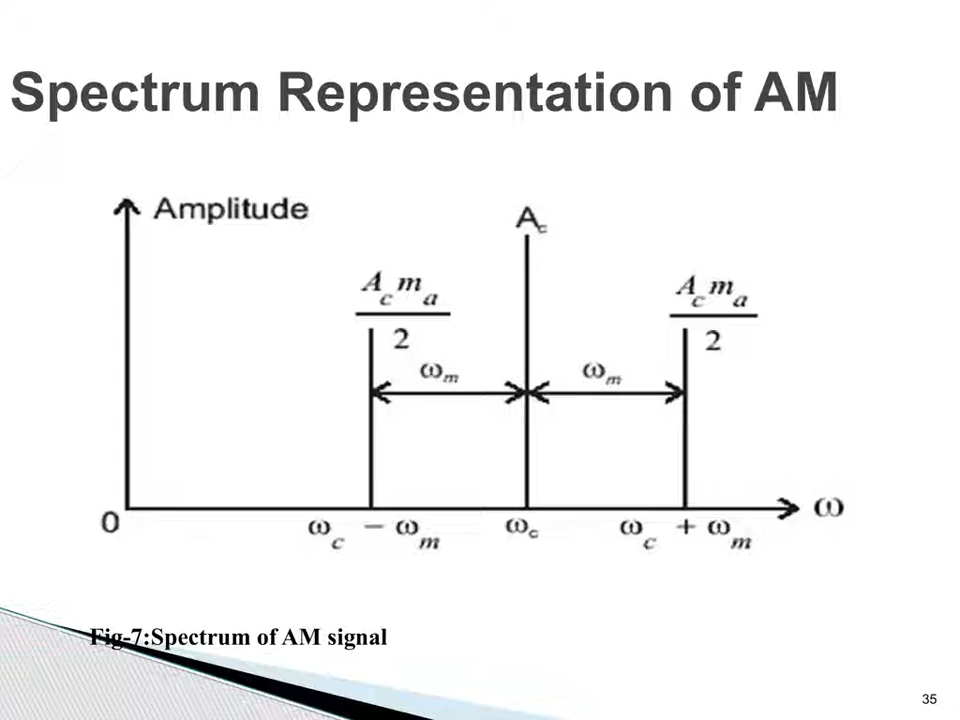 Spectrum Representation of AM
Amplitude
A_c
A_c m_a
2
A_c m_a
2
ω_m
ω_m
0
ω_c − ω_m
ω_c
ω_c + ω_m
ω
Fig-7:Spectrum of AM signal
35